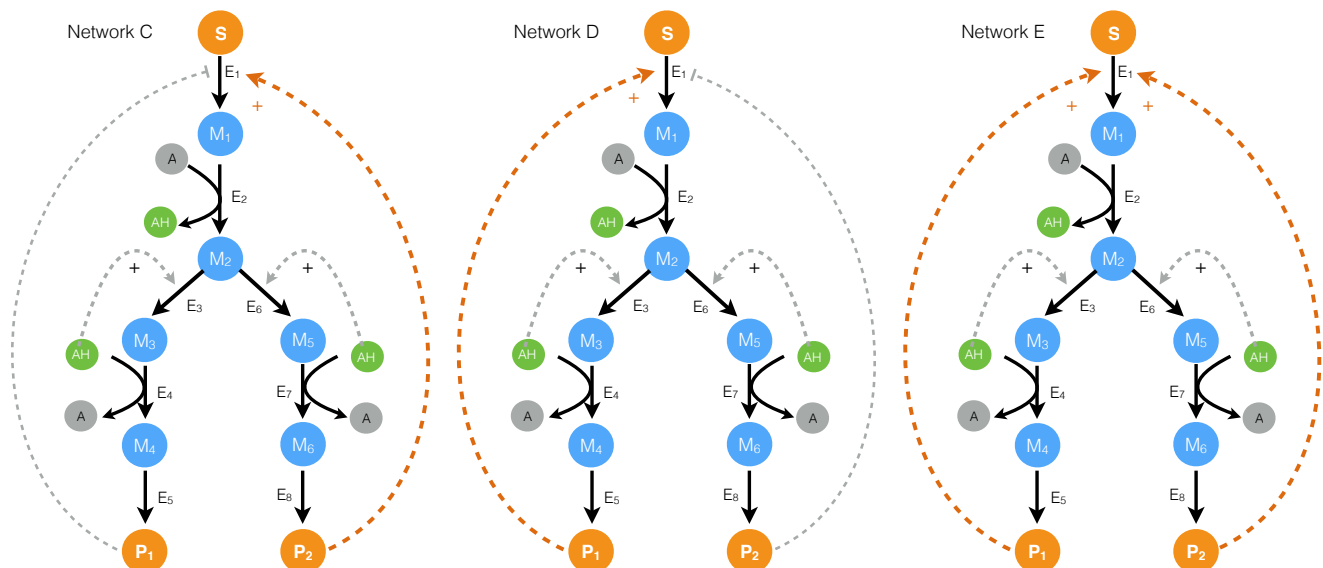 Network C
S
E₁
+
M₁
A
E₂
AH
M₂
+
+
E₃
E₆
M₃
M₅
AH
AH
E₄
E₇
A
A
M₄
M₆
E₅
E₈
P₁
P₂
Network D
S
E₁
+
M₁
A
E₂
AH
M₂
+
+
E₃
E₆
M₃
M₅
AH
AH
E₄
E₇
A
A
M₄
M₆
E₅
E₈
P₁
P₂
Network E
S
E₁
+
+
M₁
A
E₂
AH
M₂
+
+
E₃
E₆
M₃
M₅
AH
AH
E₄
E₇
A
A
M₄
M₆
E₅
E₈
P₁
P₂